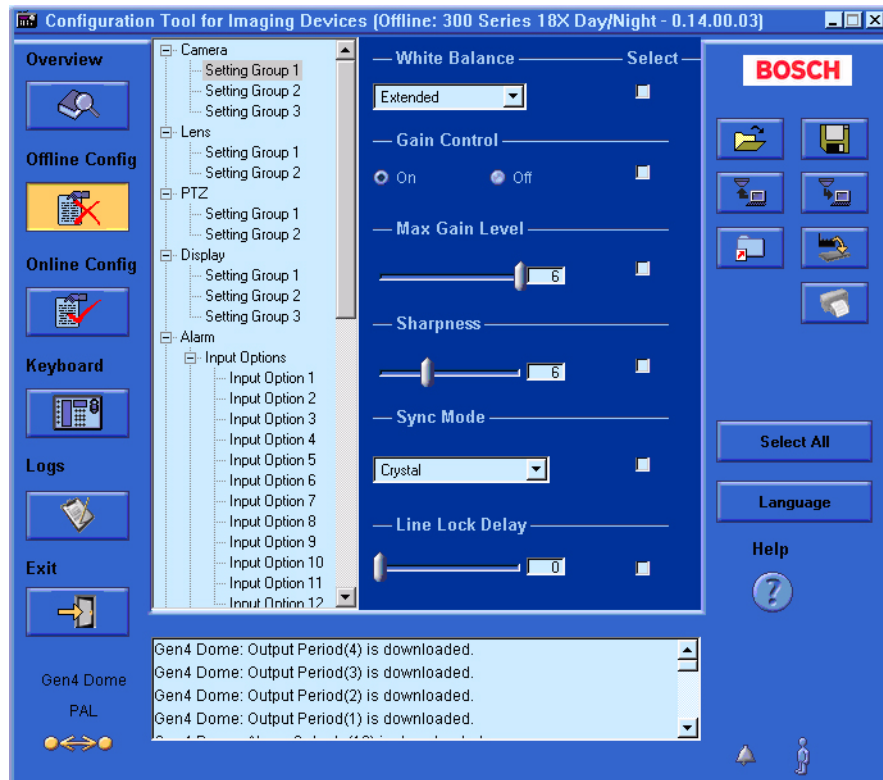 Configuration Tool for Imaging Devices (Offline: 300 Series 18X Day/Night - 0.14.00.03)
Overview
Offline Config
Online Config
Keyboard
Logs
Exit
Gen4 Dome
PAL
Camera
Setting Group 1
Setting Group 2
Setting Group 3
Lens
Setting Group 1
Setting Group 2
PTZ
Setting Group 1
Setting Group 2
Display
Setting Group 1
Setting Group 2
Setting Group 3
Alarm
Input Options
Input Option 1
Input Option 2
Input Option 3
Input Option 4
Input Option 5
Input Option 6
Input Option 7
Input Option 8
Input Option 9
Input Option 10
Input Option 11
Input Option 12
White Balance Select
Extended
Gain Control
On Off
Max Gain Level
6
Sharpness
6
Sync Mode
Crystal
Line Lock Delay
0
BOSCH
Select All
Language
Help
?
Gen4 Dome: Output Period(4) is downloaded.
Gen4 Dome: Output Period(3) is downloaded.
Gen4 Dome: Output Period(2) is downloaded.
Gen4 Dome: Output Period(1) is downloaded.